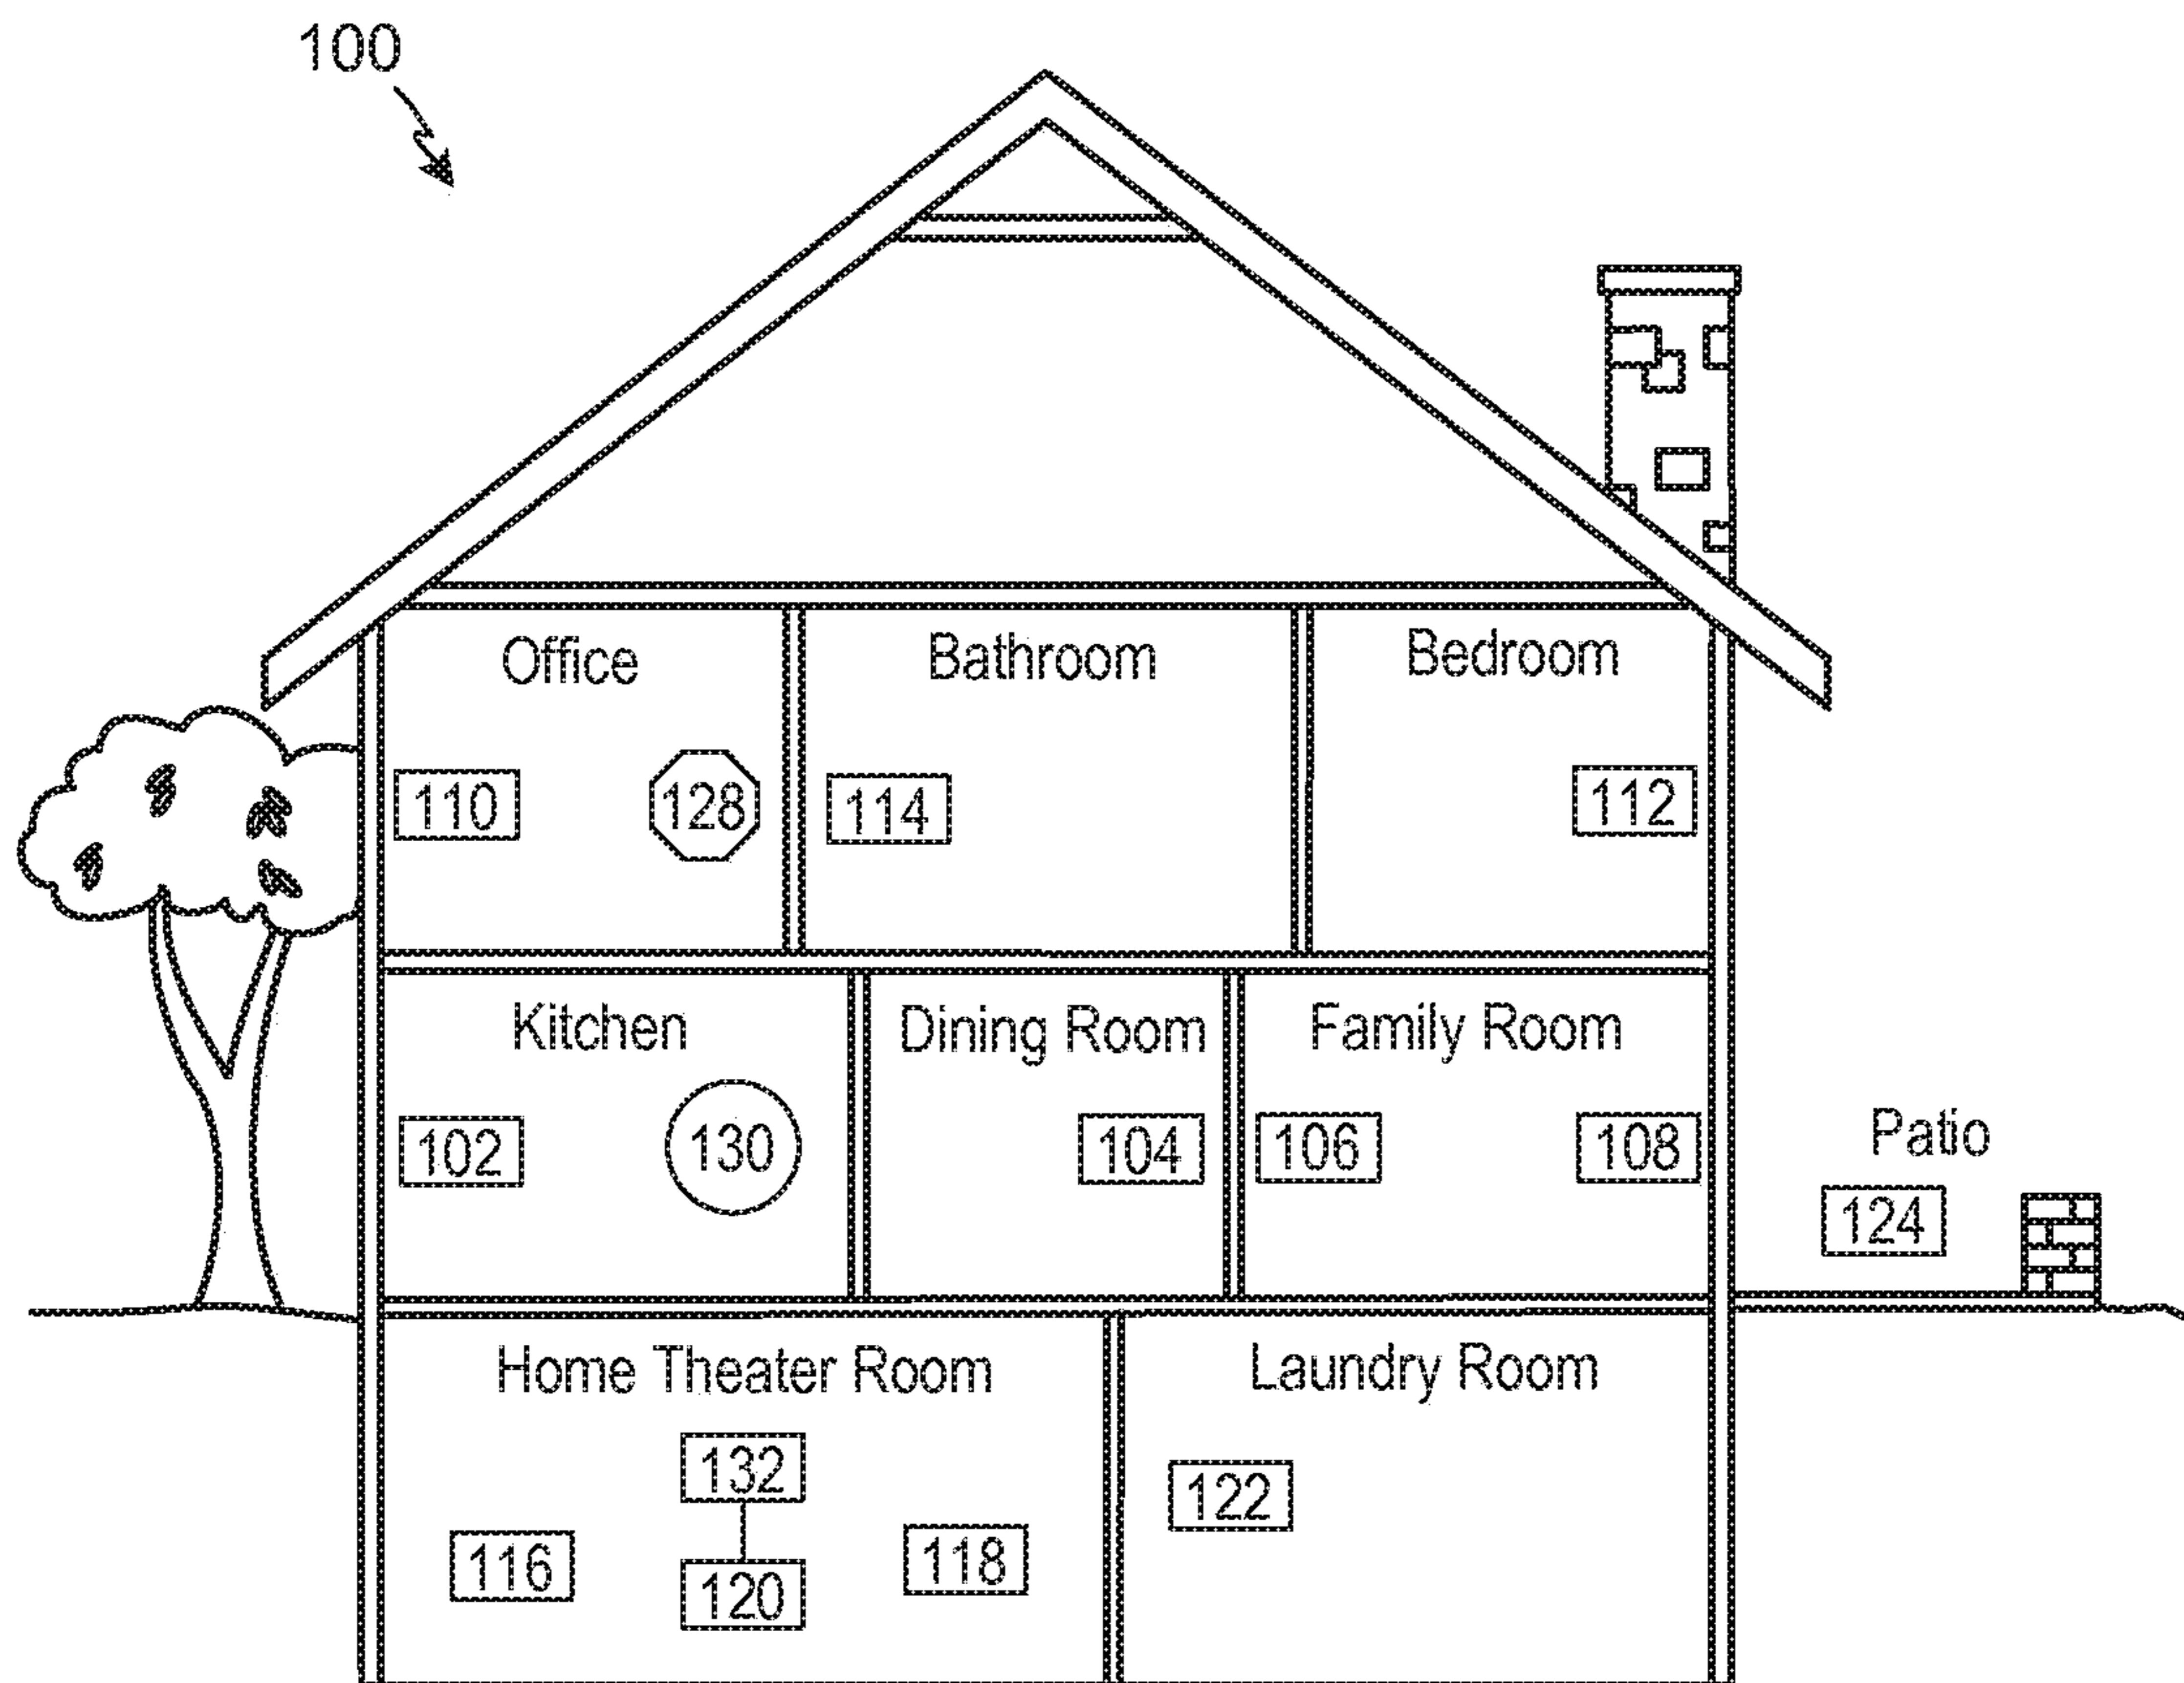 100
Office
Bathroom
Bedroom
110
128
114
112
Kitchen
Dining Room
Family Room
102
130
104
106
108
Patio
124
Home Theater Room
Laundry Room
132
122
116
120
118